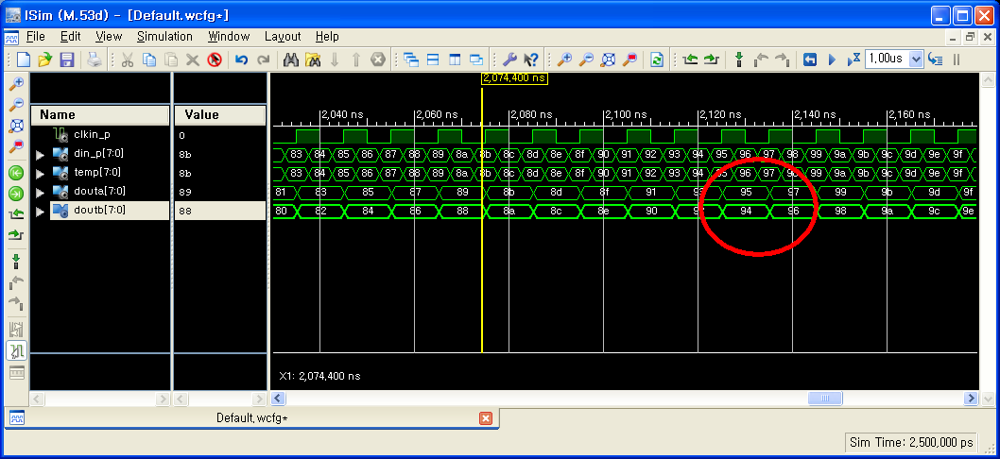 ISim (M.53d) - [Default.wcfg*]
File Edit View Simulation Window Layout Help
1.00us
2,074,400 ns
2,040 ns 2,060 ns 2,080 ns 2,100 ns 2,120 ns 2,140 ns 2,160 ns
Name Value
clkin_p 0
din_p[7:0] 8b 83 84 85 86 87 88 89 8a 8b 8c 8d 8e 8f 90 91 92 93 94 95 96 97 98 99 9a 9b 9c 9d 9e 9f
temp[7:0] 8b 83 84 85 86 87 88 89 8a 8b 8c 8d 8e 8f 90 91 92 93 94 95 96 97 98 99 9a 9b 9c 9d 9e 9f
douta[7:0] 89 81 83 85 87 89 8b 8d 8f 91 93 95 97 99 9b 9d 9f
doutb[7:0] 88 80 82 84 86 88 8a 8c 8e 90 92 94 96 98 9a 9c 9e
X1: 2,074,400 ns
Default.wcfg*
Sim Time: 2,500,000 ps